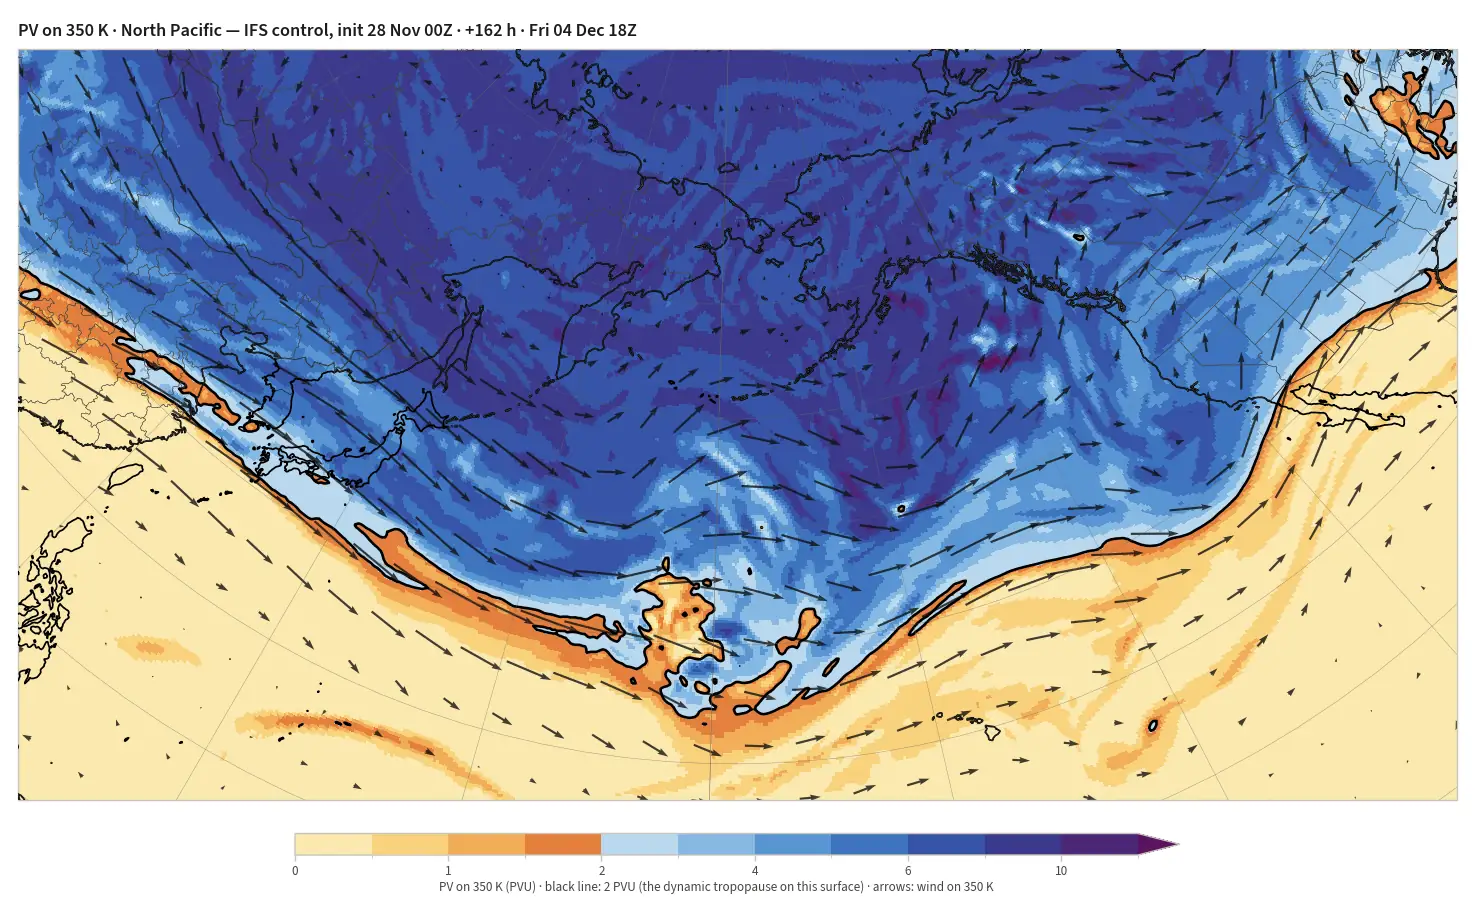 PV on 350 K · North Pacific — IFS control, init 28 Nov 00Z · +162 h · Fri 04 Dec 18Z
0 1 2 4 6 10
PV on 350 K (PVU) · black line: 2 PVU (the dynamic tropopause on this surface) · arrows: wind on 350 K